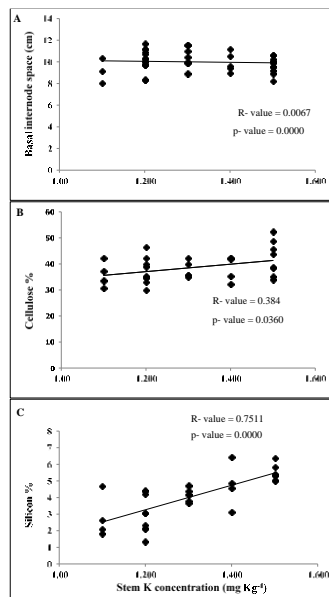 A
14
12
10
8
6
4
2
0
Basal internode space (cm)
R- value = 0.0067
p- value = 0.0000
1.00 1.200 1.400 1.600
B
60
50
40
30
20
10
0
Cellulose %
R- value = 0.384
p- value = 0.0360
1.00 1.200 1.400 1.600
C
R- value = 0.7511
p- value = 0.0000
8
7
6
5
4
3
2
1
0
Silicon %
1.00 1.200 1.400 1.600
Stem K concentration (mg Kg-1)